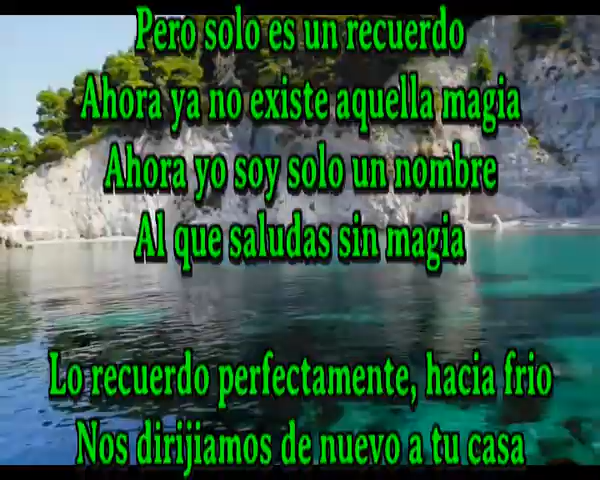 Pero solo es un recuerdo
Ahora ya no existe aquella magia
Ahora yo soy solo un nombre
Al que saludas sin magia
Lo recuerdo perfectamente, hacia frio
Nos dirijiamos de nuevo a tu casa